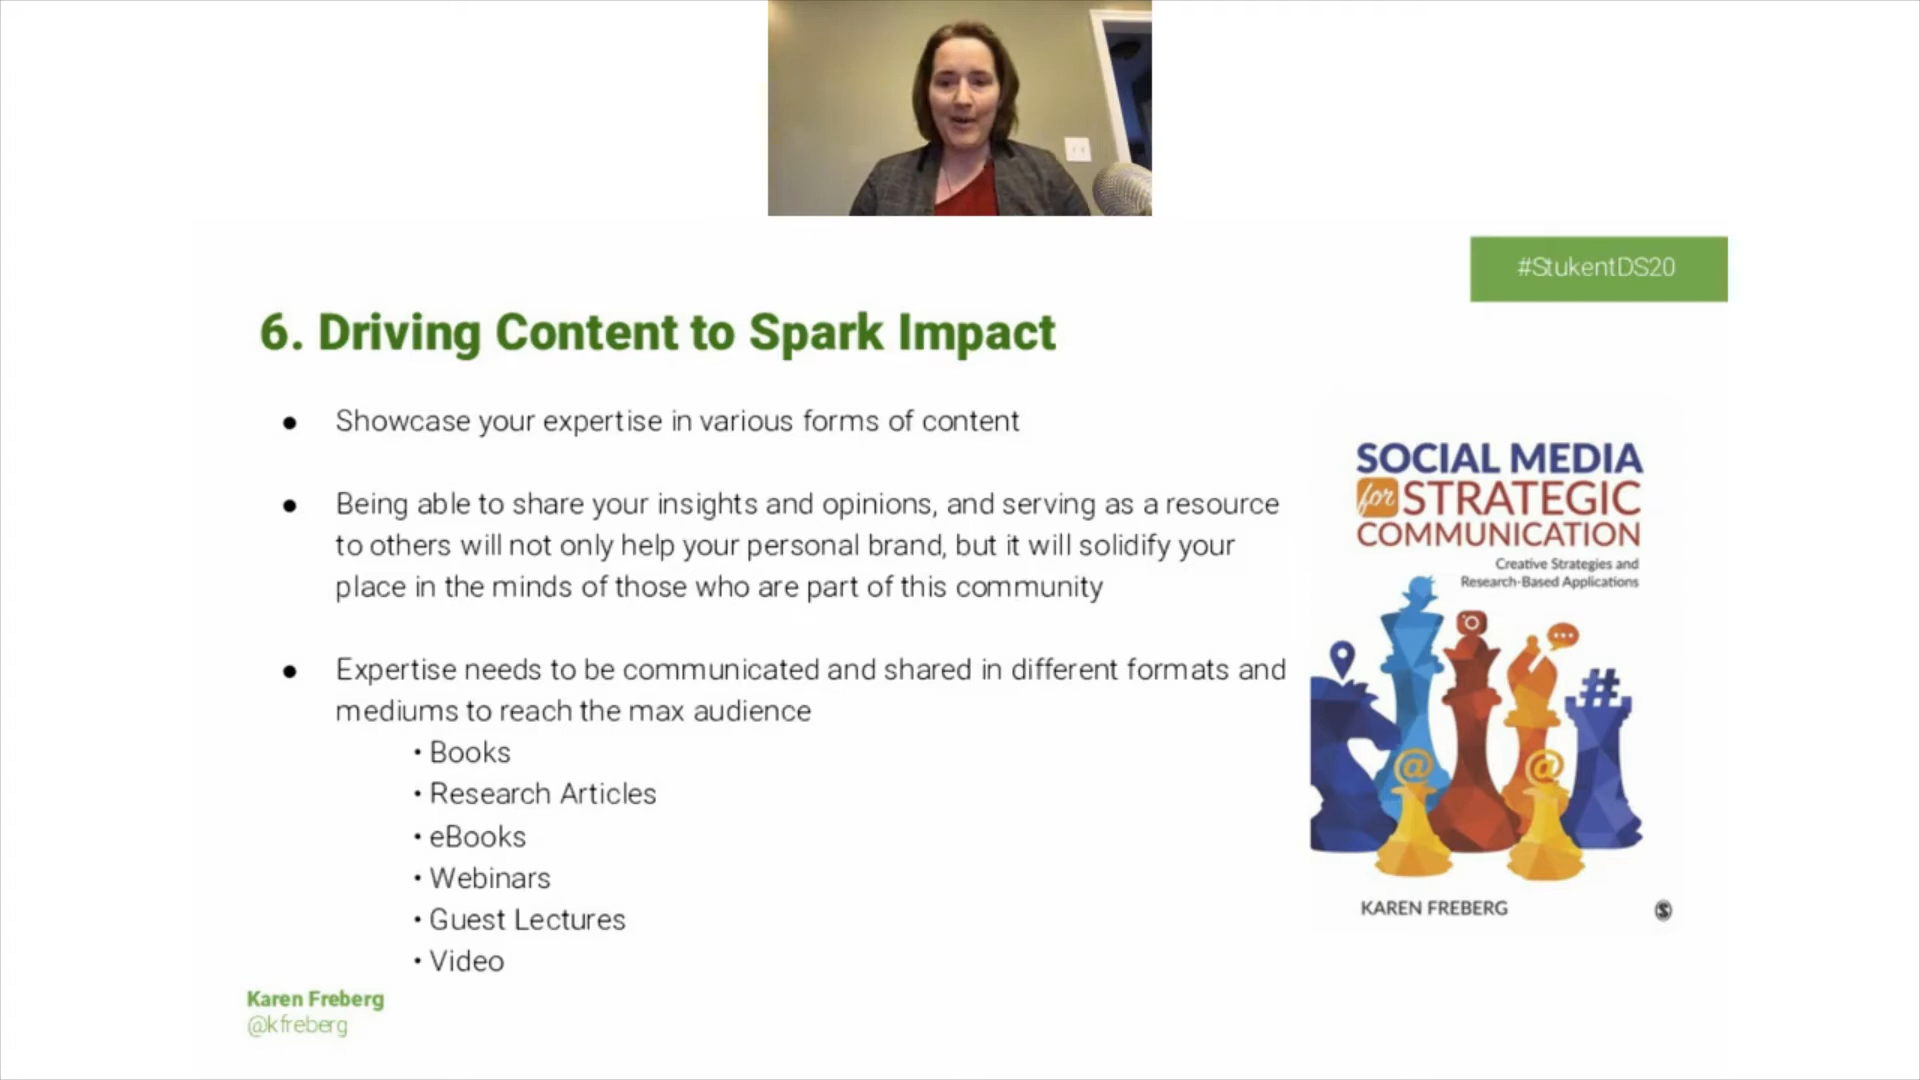 #StukentDS20
6. Driving Content to Spark Impact
● Showcase your expertise in various forms of content
● Being able to share your insights and opinions, and serving as a resource
to others will not only help your personal brand, but it will solidify your
place in the minds of those who are part of this community
● Expertise needs to be communicated and shared in different formats and
mediums to reach the max audience
• Books
• Research Articles
• eBooks
• Webinars
• Guest Lectures
• Video
SOCIAL MEDIA
for STRATEGIC
COMMUNICATION
Creative Strategies and
Research-Based Applications
#
@ @
KAREN FREBERG
S
Karen Freberg
@kfreberg